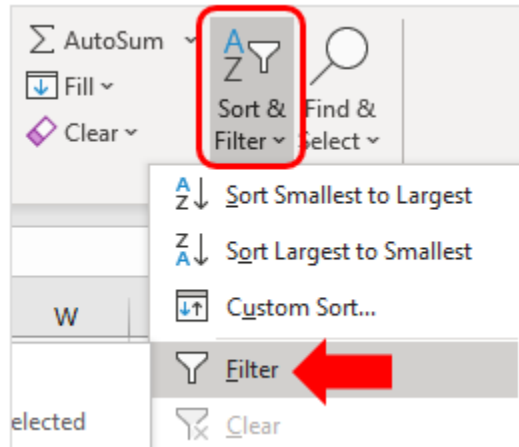 AutoSum
Fill
Clear
Sort &
Filter
Find &
Select
Sort Smallest to Largest
Sort Largest to Smallest
Custom Sort...
W
Filter
elected
Clear